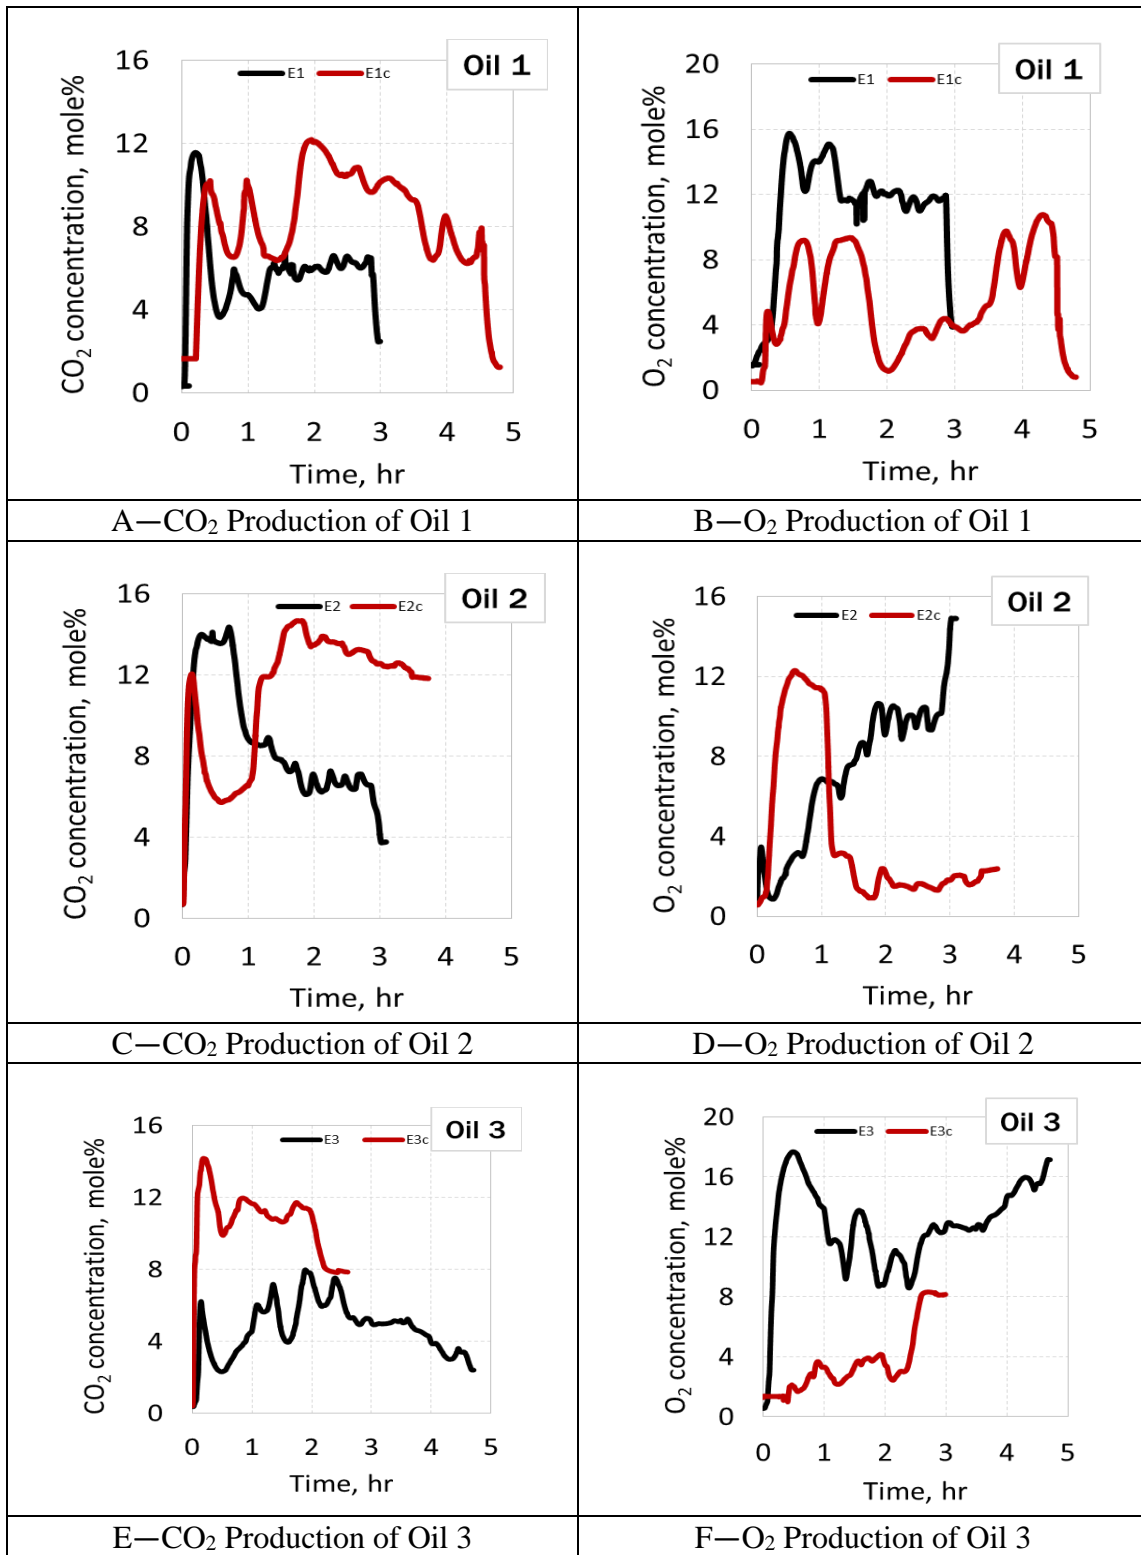 Oil 1
E1 E1c
CO2 concentration, mole%
16
12
8
4
0
0 1 2 3 4 5
Time, hr
A—CO2 Production of Oil 1
Oil 1
E1 E1c
O2 concentration, mole%
20
16
12
8
4
0
0 1 2 3 4 5
Time, hr
B—O2 Production of Oil 1
Oil 2
E2 E2c
CO2 concentration, mole%
16
12
8
4
0
0 1 2 3 4 5
Time, hr
C—CO2 Production of Oil 2
Oil 2
E2 E2c
O2 concentration, mole%
16
12
8
4
0
0 1 2 3 4 5
Time, hr
D—O2 Production of Oil 2
Oil 3
E3 E3c
CO2 concentration, mole%
16
12
8
4
0
0 1 2 3 4 5
Time, hr
E—CO2 Production of Oil 3
Oil 3
E3 E3c
O2 concentration, mole%
20
16
12
8
4
0
0 1 2 3 4 5
Time, hr
F—O2 Production of Oil 3